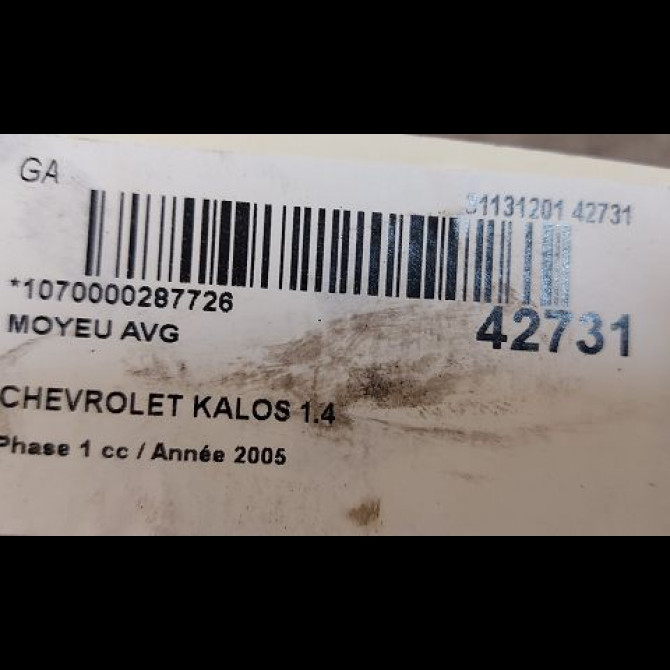 GA
31131201 42731
*1070000287726
MOYEU AVG
42731
CHEVROLET KALOS 1.4
Phase 1 cc / Année 2005